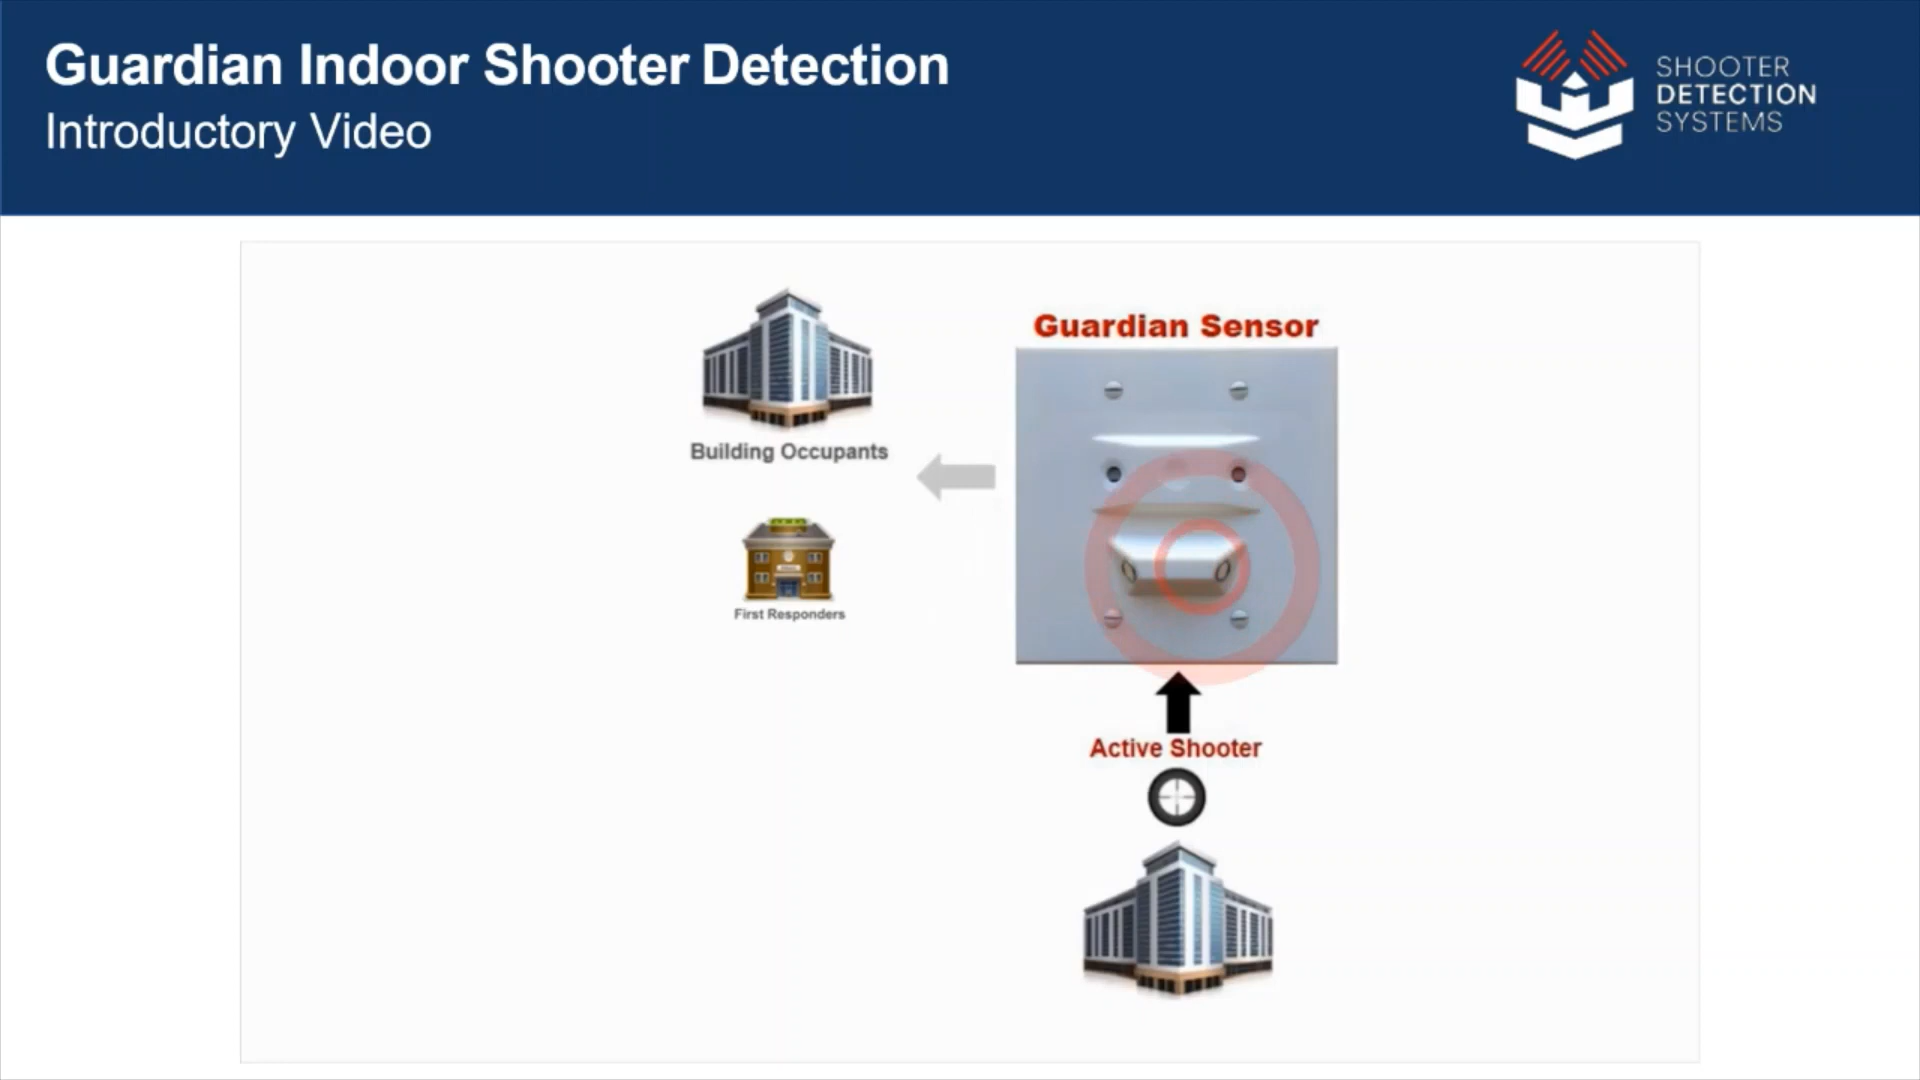 Guardian Indoor Shooter Detection
Introductory Video
SHOOTER
DETECTION
SYSTEMS
Guardian Sensor
Building Occupants
First Responders
Active Shooter